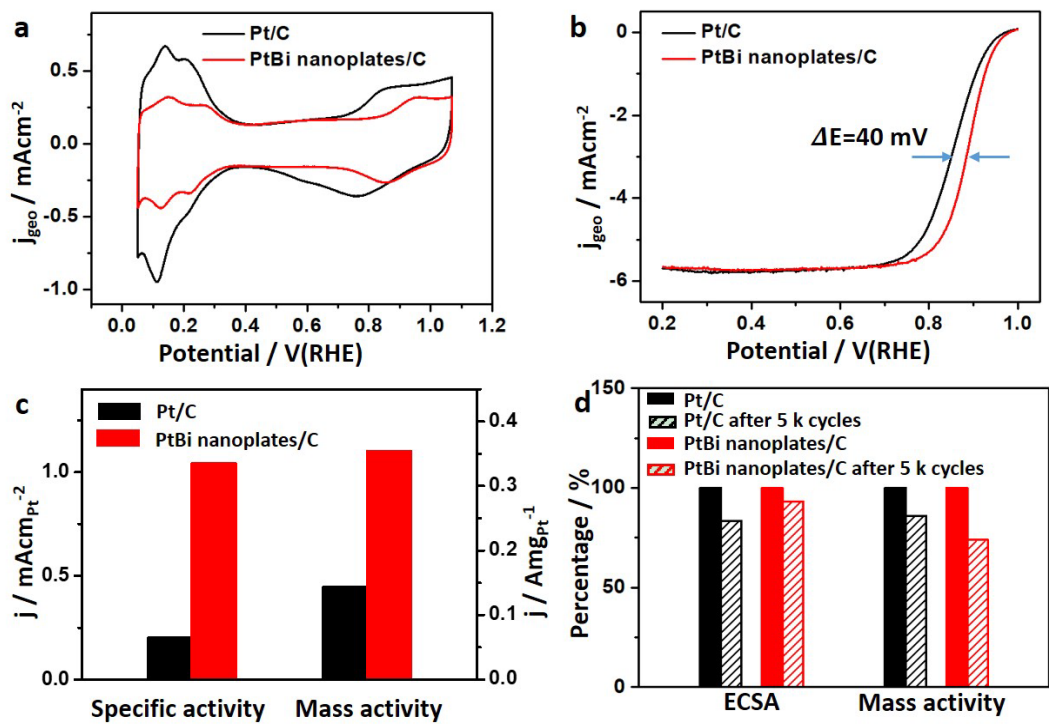 a
Pt/C
PtBi nanoplates/C
0.5
0.0
-0.5
-1.0
j_geo / mAcm⁻²
0.0 0.2 0.4 0.6 0.8 1.0 1.2
Potential / V(RHE)
b
Pt/C
PtBi nanoplates/C
ΔE=40 mV
0
-2
-4
-6
j_geo / mAcm⁻²
0.2 0.4 0.6 0.8 1.0
Potential / V(RHE)
c
Pt/C
PtBi nanoplates/C
1.0
0.5
0.0
j / mAcm_Pt⁻²
0.4
0.3
0.2
0.1
0.0
j / Amg_Pt⁻¹
Specific activity Mass activity
d
Pt/C
Pt/C after 5 k cycles
PtBi nanoplates/C
PtBi nanoplates/C after 5 k cycles
150
100
50
0
Percentage / %
ECSA Mass activity